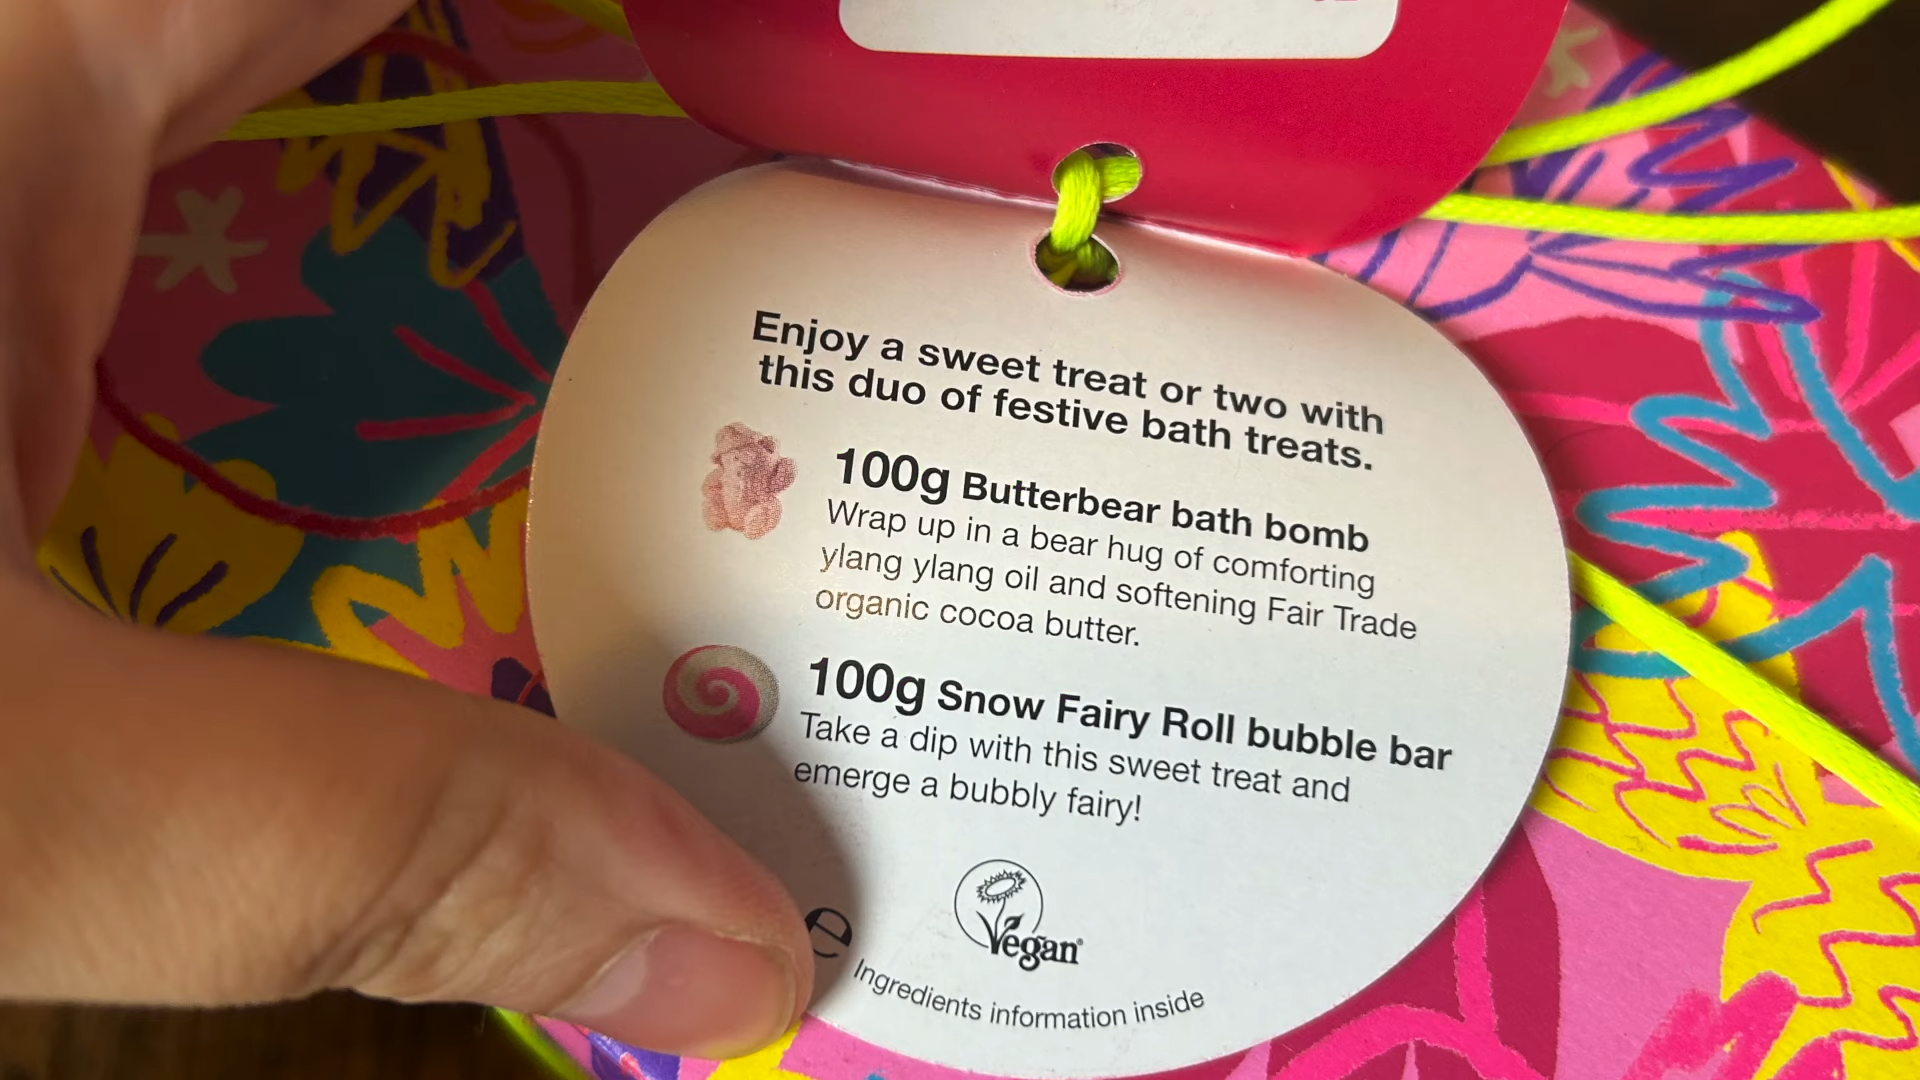 Enjoy a sweet treat or two with
this duo of festive bath treats.
100g Butterbear bath bomb
Wrap up in a bear hug of comforting
ylang ylang oil and softening Fair Trade
organic cocoa butter.
100g Snow Fairy Roll bubble bar
Take a dip with this sweet treat and
emerge a bubbly fairy!
e
Vegan
Ingredients information inside